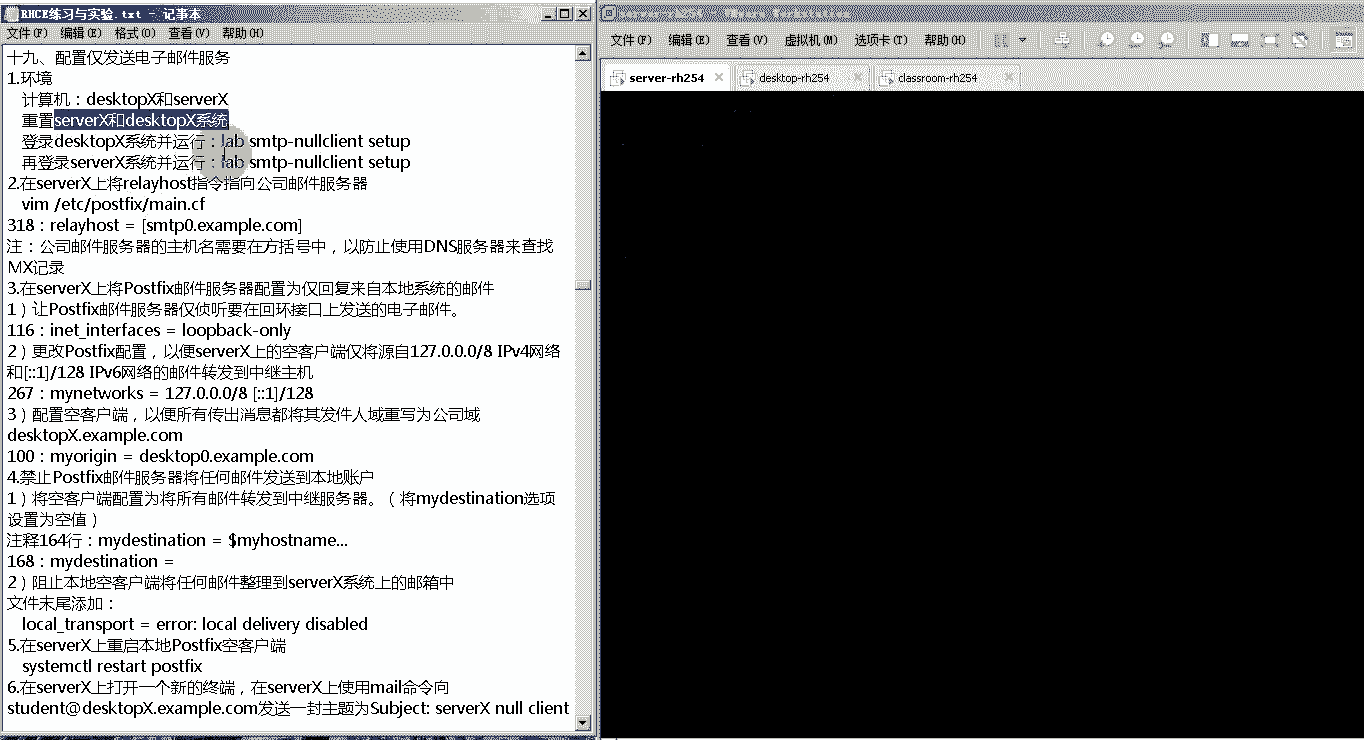 RHCE练习与实验.txt - 记事本
文件(F) 编辑(E) 格式(O) 查看(V) 帮助(H)
十九、配置仅发送电子邮件服务
1.环境
计算机：desktopX和serverX
重置serverX和desktopX系统
登录desktopX系统并运行：lab smtp-nullclient setup
再登录serverX系统并运行：lab smtp-nullclient setup
2.在serverX上将relayhost指令指向公司邮件服务器
vim /etc/postfix/main.cf
318：relayhost = [smtp0.example.com]
注：公司邮件服务器的主机名需要在方括号中，以防止使用DNS服务器来查找
MX记录
3.在serverX上将Postfix邮件服务器配置为仅回复来自本地系统的邮件
1）让Postfix邮件服务器仅侦听要在回环接口上发送的电子邮件。
116：inet_interfaces = loopback-only
2）更改Postfix配置，以便serverX上的空客户端仅将源自127.0.0.0/8 IPv4网络
和[::1]/128 IPv6网络的邮件转发到中继主机
267：mynetworks = 127.0.0.0/8 [::1]/128
3）配置空客户端，以便所有传出消息都将其发件人域重写为公司域
desktopX.example.com
100：myorigin = desktop0.example.com
4.禁止Postfix邮件服务器将任何邮件发送到本地账户
1）将空客户端配置为将所有邮件转发到中继服务器。（将mydestination选项
设置为空值）
注释164行：mydestination = $myhostname...
168：mydestination =
2）阻止本地空客户端将任何邮件整理到serverX系统上的邮箱中
文件末尾添加：
local_transport = error: local delivery disabled
5.在serverX上重启本地Postfix空客户端
systemctl restart postfix
6.在serverX上打开一个新的终端，在serverX上使用mail命令向
student@desktopX.example.com发送一封主题为Subject: serverX null client
文件(F) 编辑(E) 查看(V) 虚拟机(M) 选项卡(T) 帮助(H)
server-rh254 desktop-rh254 classroom-rh254